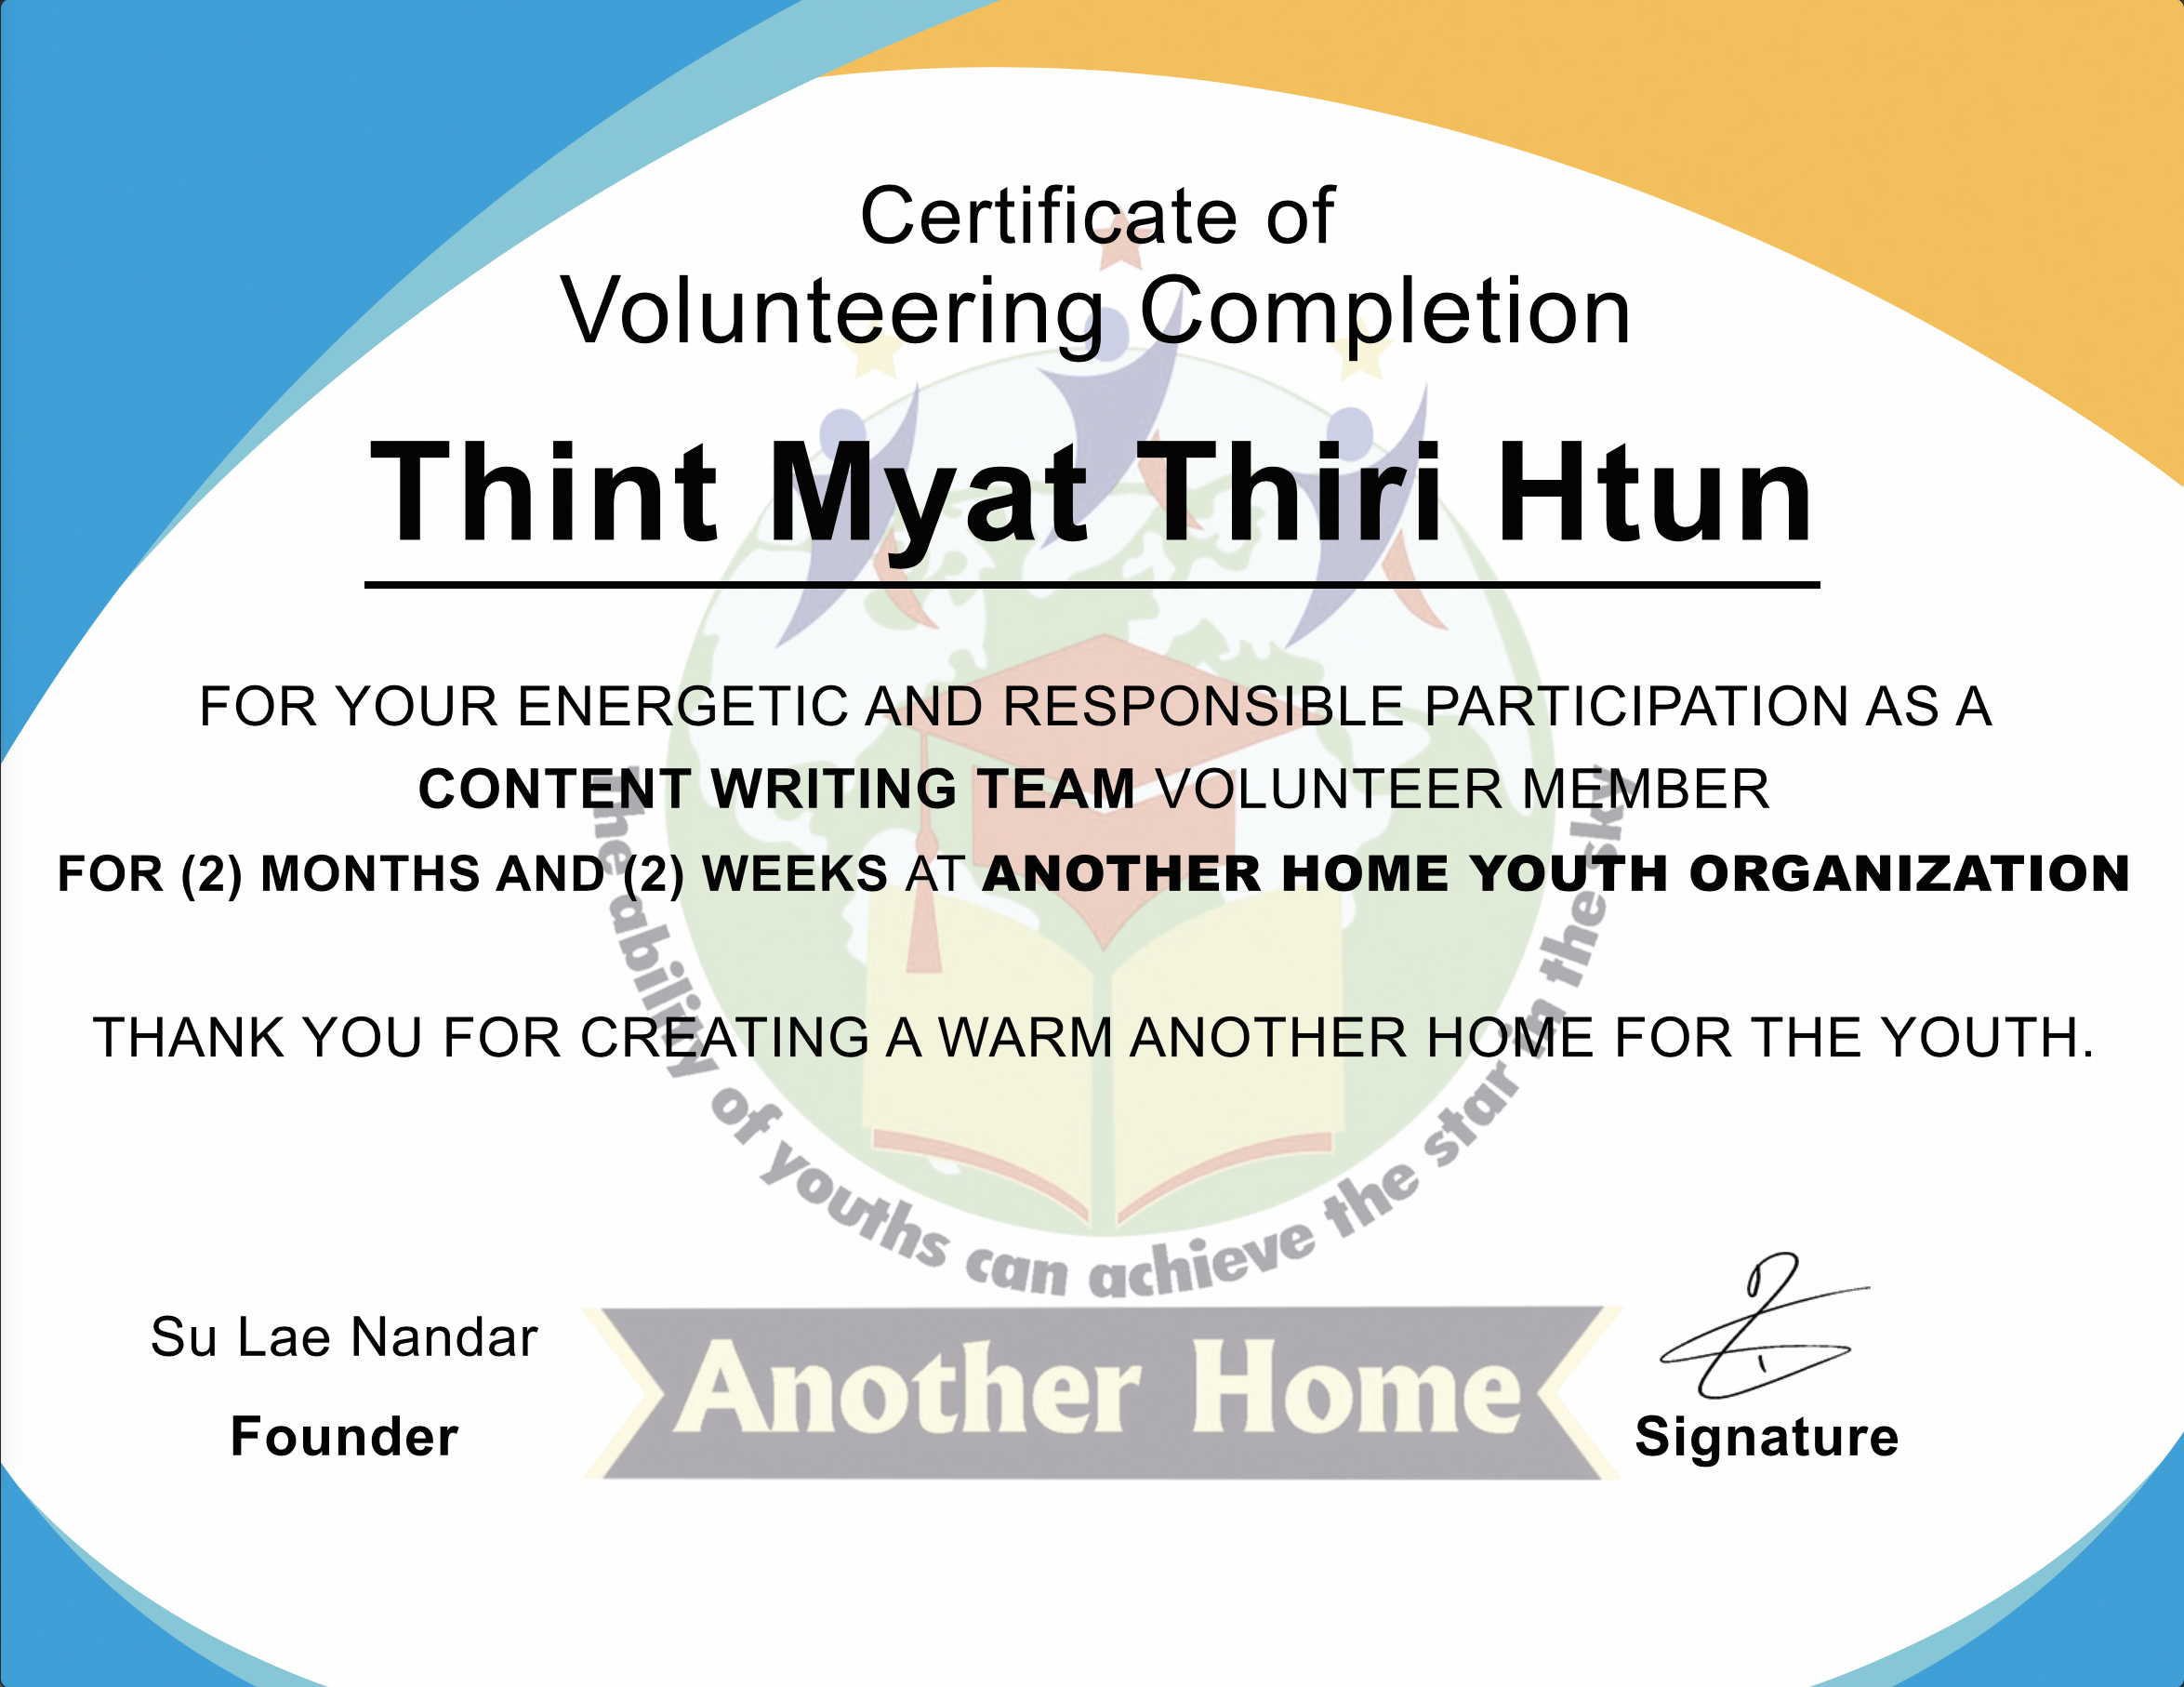 Certificate of
Volunteering Completion
Thint Myat Thiri Htun
FOR YOUR ENERGETIC AND RESPONSIBLE PARTICIPATION AS A
CONTENT WRITING TEAM VOLUNTEER MEMBER
FOR (2) MONTHS AND (2) WEEKS AT ANOTHER HOME YOUTH ORGANIZATION
THANK YOU FOR CREATING A WARM ANOTHER HOME FOR THE YOUTH.
The ability of youths can achieve the star in the sky
Another Home
Su Lae Nandar
Founder
Signature